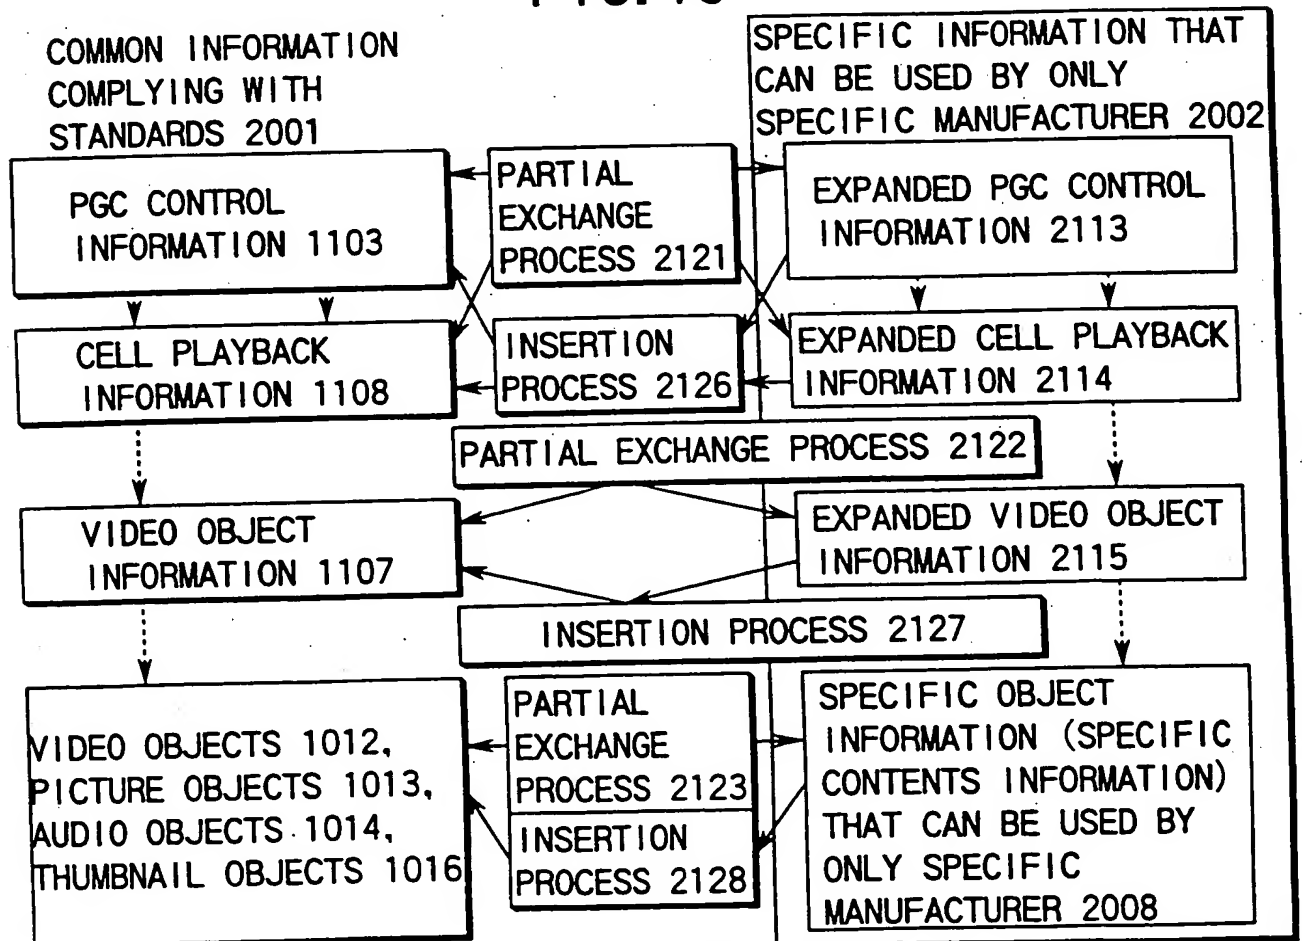 COMMON INFORMATION
COMPLYING WITH
STANDARDS 2001
SPECIFIC INFORMATION THAT
CAN BE USED BY ONLY
SPECIFIC MANUFACTURER 2002
PGC CONTROL
INFORMATION 1103
PARTIAL
EXCHANGE
PROCESS 2121
EXPANDED PGC CONTROL
INFORMATION 2113
CELL PLAYBACK
INFORMATION 1108
INSERTION
PROCESS 2126
EXPANDED CELL PLAYBACK
INFORMATION 2114
PARTIAL EXCHANGE PROCESS 2122
VIDEO OBJECT
INFORMATION 1107
EXPANDED VIDEO OBJECT
INFORMATION 2115
INSERTION PROCESS 2127
VIDEO OBJECTS 1012,
PICTURE OBJECTS 1013,
AUDIO OBJECTS 1014,
THUMBNAIL OBJECTS 1016
PARTIAL
EXCHANGE
PROCESS 2123
INSERTION
PROCESS 2128
SPECIFIC OBJECT
INFORMATION (SPECIFIC
CONTENTS INFORMATION)
THAT CAN BE USED BY
ONLY SPECIFIC
MANUFACTURER 2008